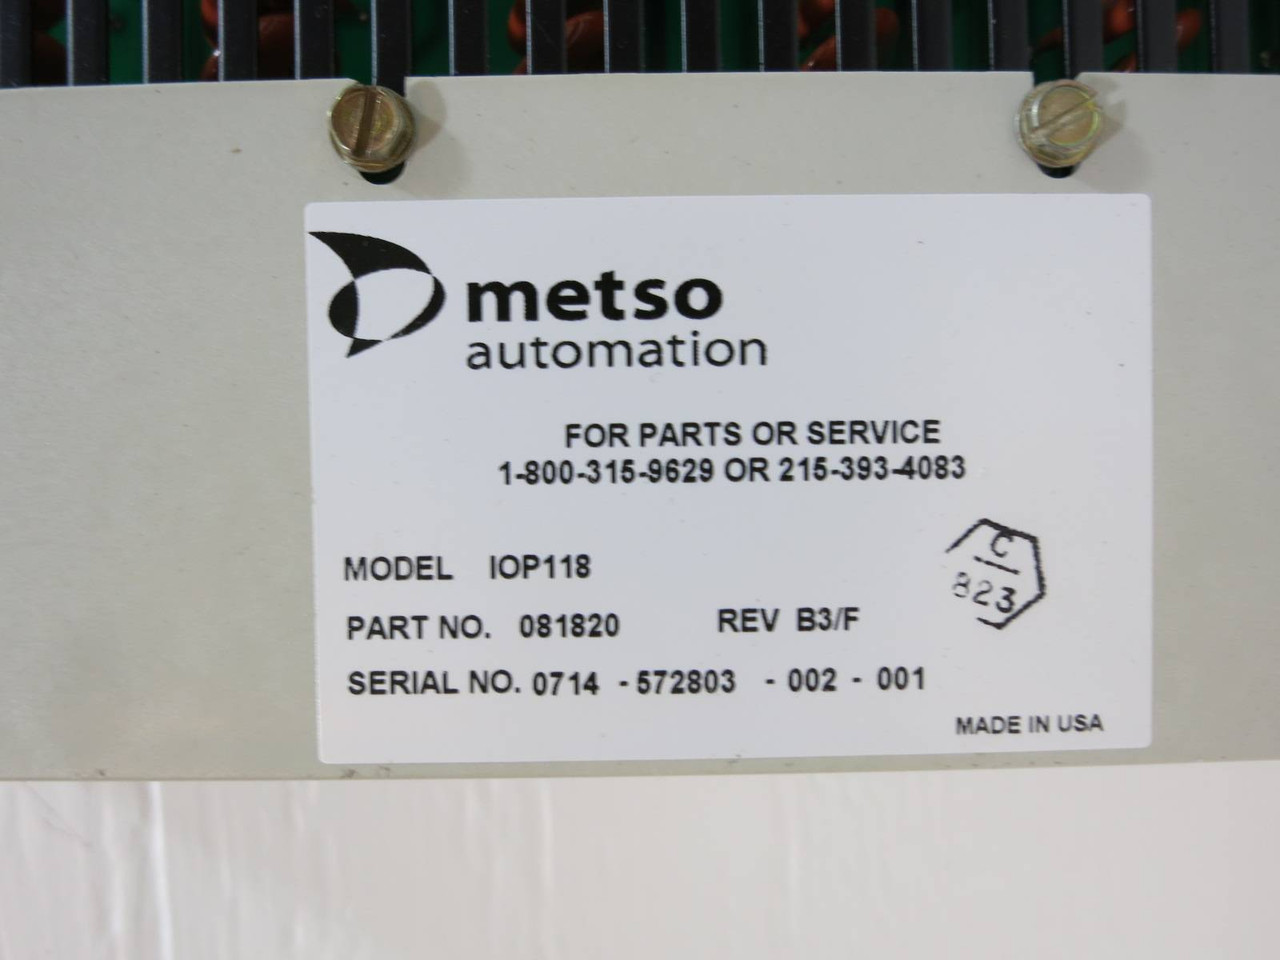 metso
automation
FOR PARTS OR SERVICE
1-800-315-9629 OR 215-393-4083
MODEL IOP118
C
823
PART NO. 081820 REV B3/F
SERIAL NO. 0714 - 572803 - 002 - 001
MADE IN USA